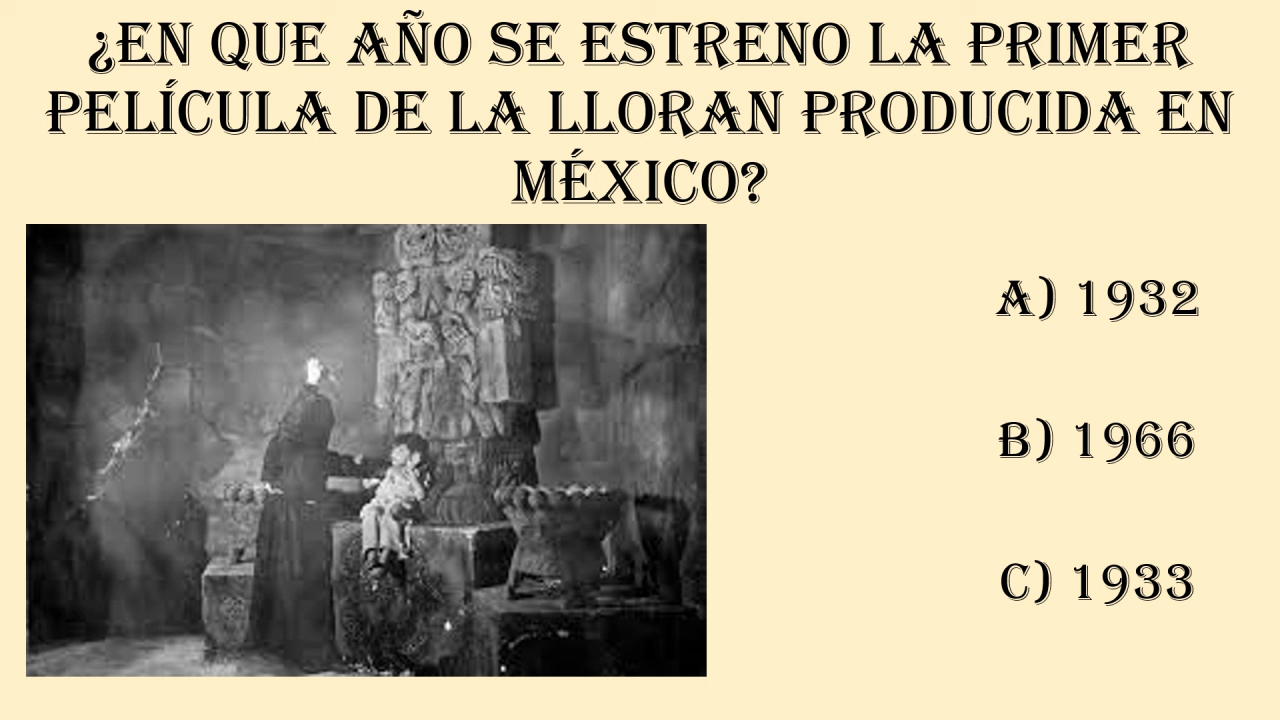 ¿EN QUE AÑO SE ESTRENO LA PRIMER
PELÍCULA DE LA LLORAN PRODUCIDA EN
MÉXICO?
A) 1932
B) 1966
C) 1933